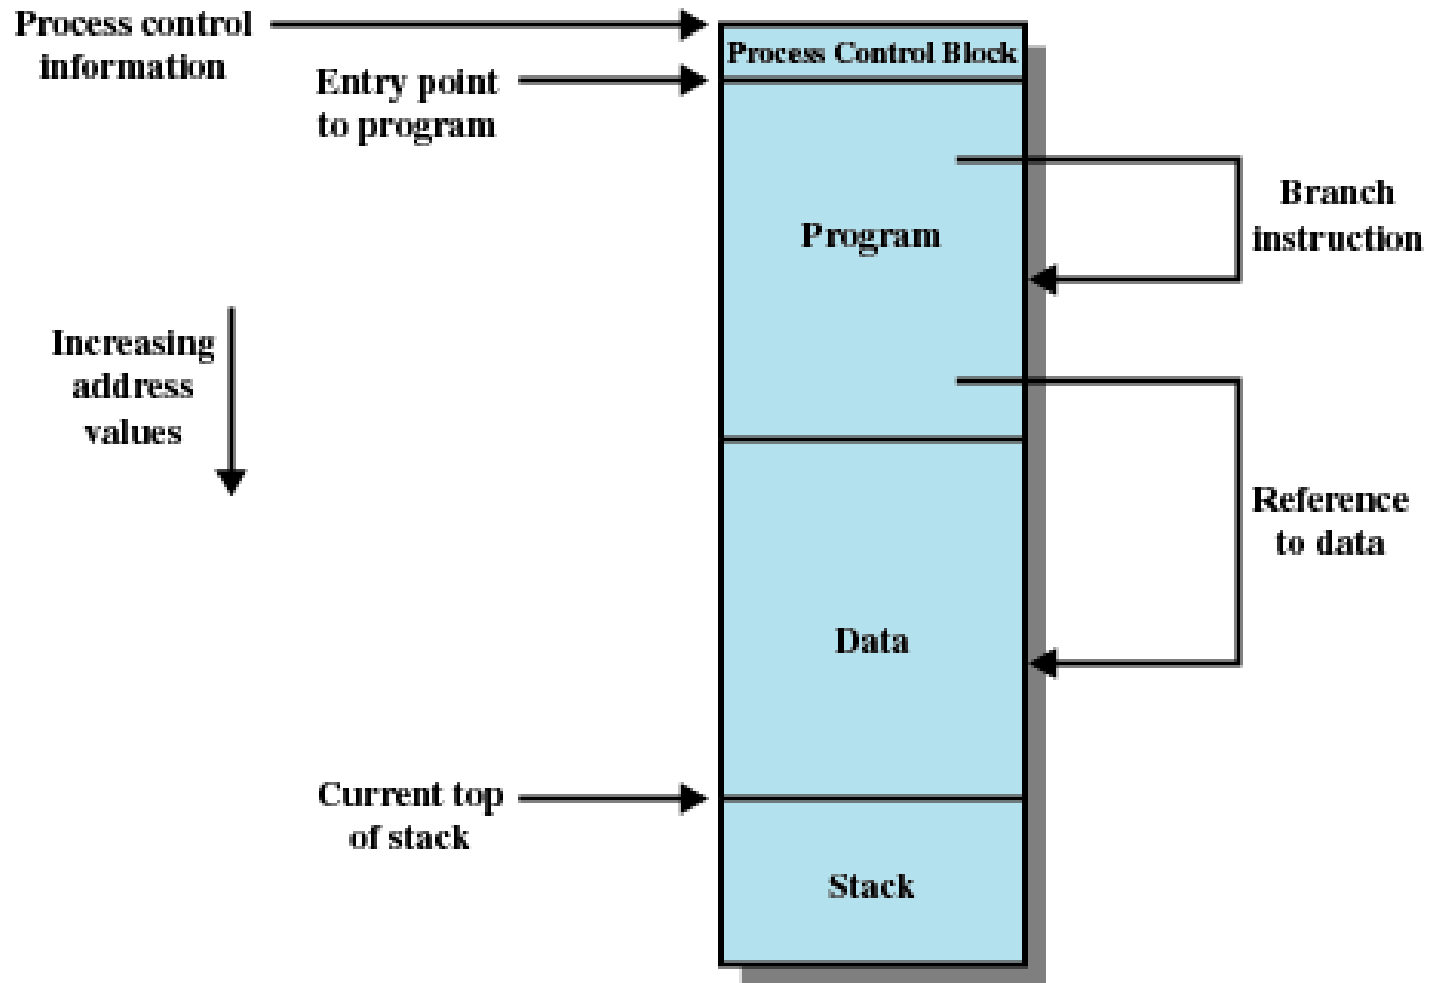 Process control
information
Process Control Block
Entry point
to program
Branch
instruction
Program
Increasing
address
values
Reference
to data
Data
Current top
of stack
Stack